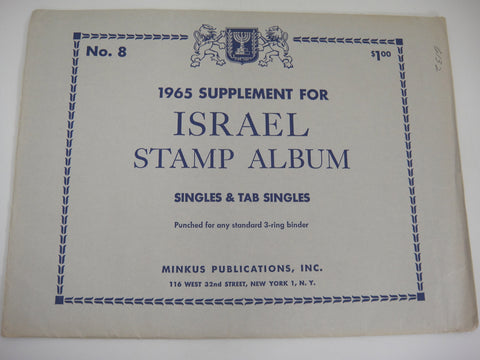 No. 8
$1.00
1965 SUPPLEMENT FOR
ISRAEL
STAMP ALBUM
SINGLES & TAB SINGLES
Punched for any standard 3-ring binder
MINKUS PUBLICATIONS, INC.
116 WEST 32nd STREET, NEW YORK 1, N. Y.